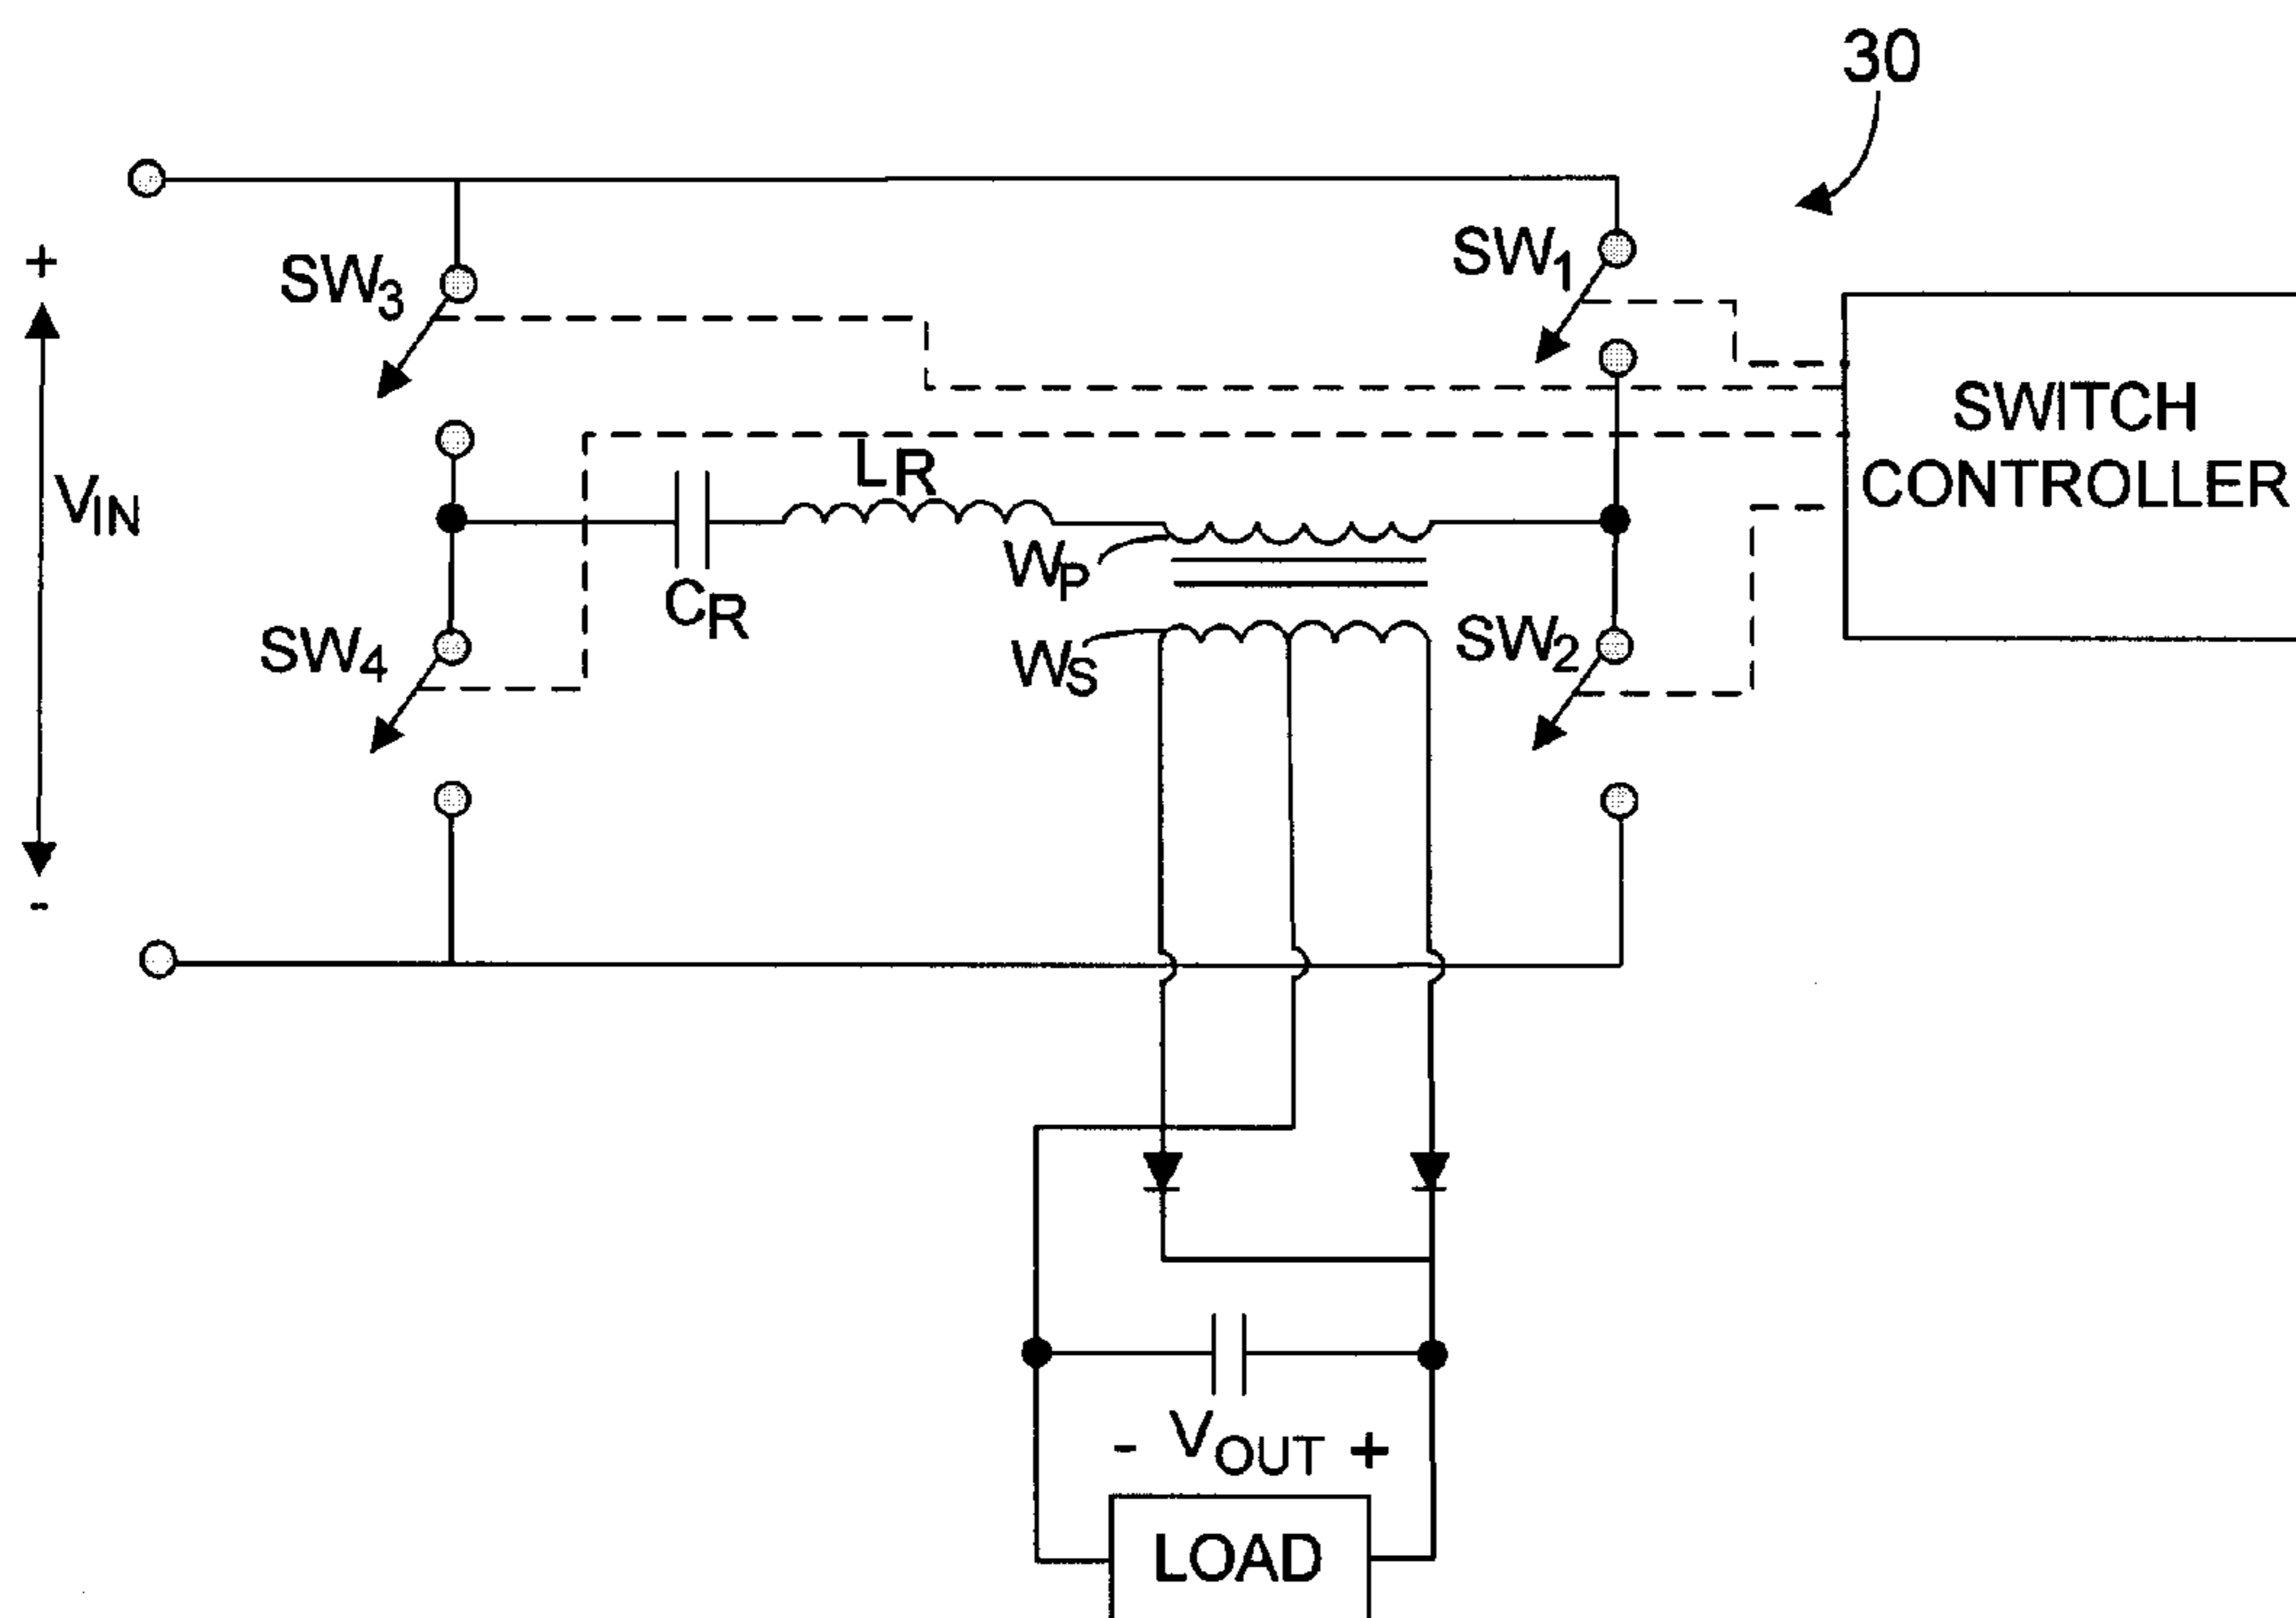 30
+
SW3
SW1
SWITCH
CONTROLLER
VIN
LR
WP
CR
SW4
WS
SW2
-
- VOUT +
LOAD